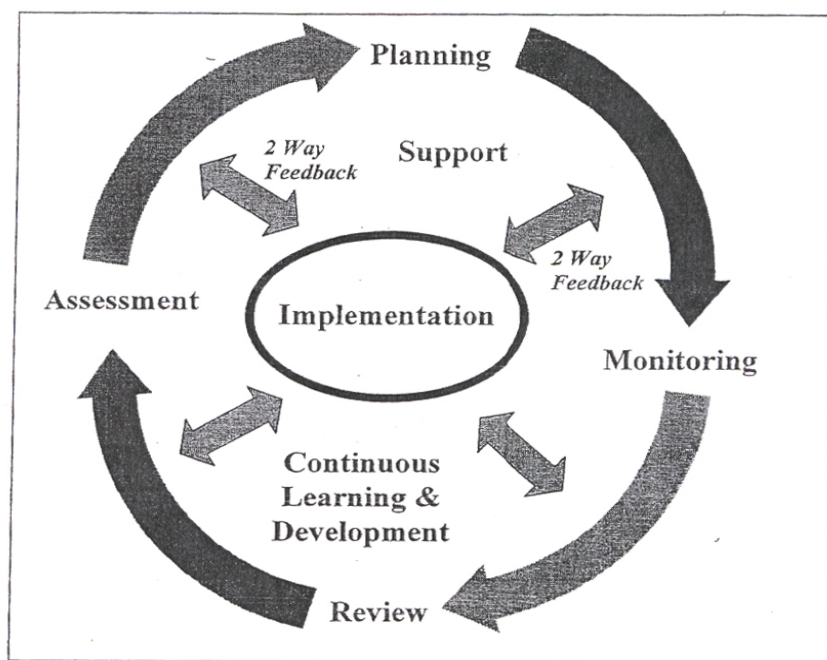 Planning
2 Way
Feedback
Support
2 Way
Feedback
Assessment
Implementation
Monitoring
Continuous
Learning &
Development
Review